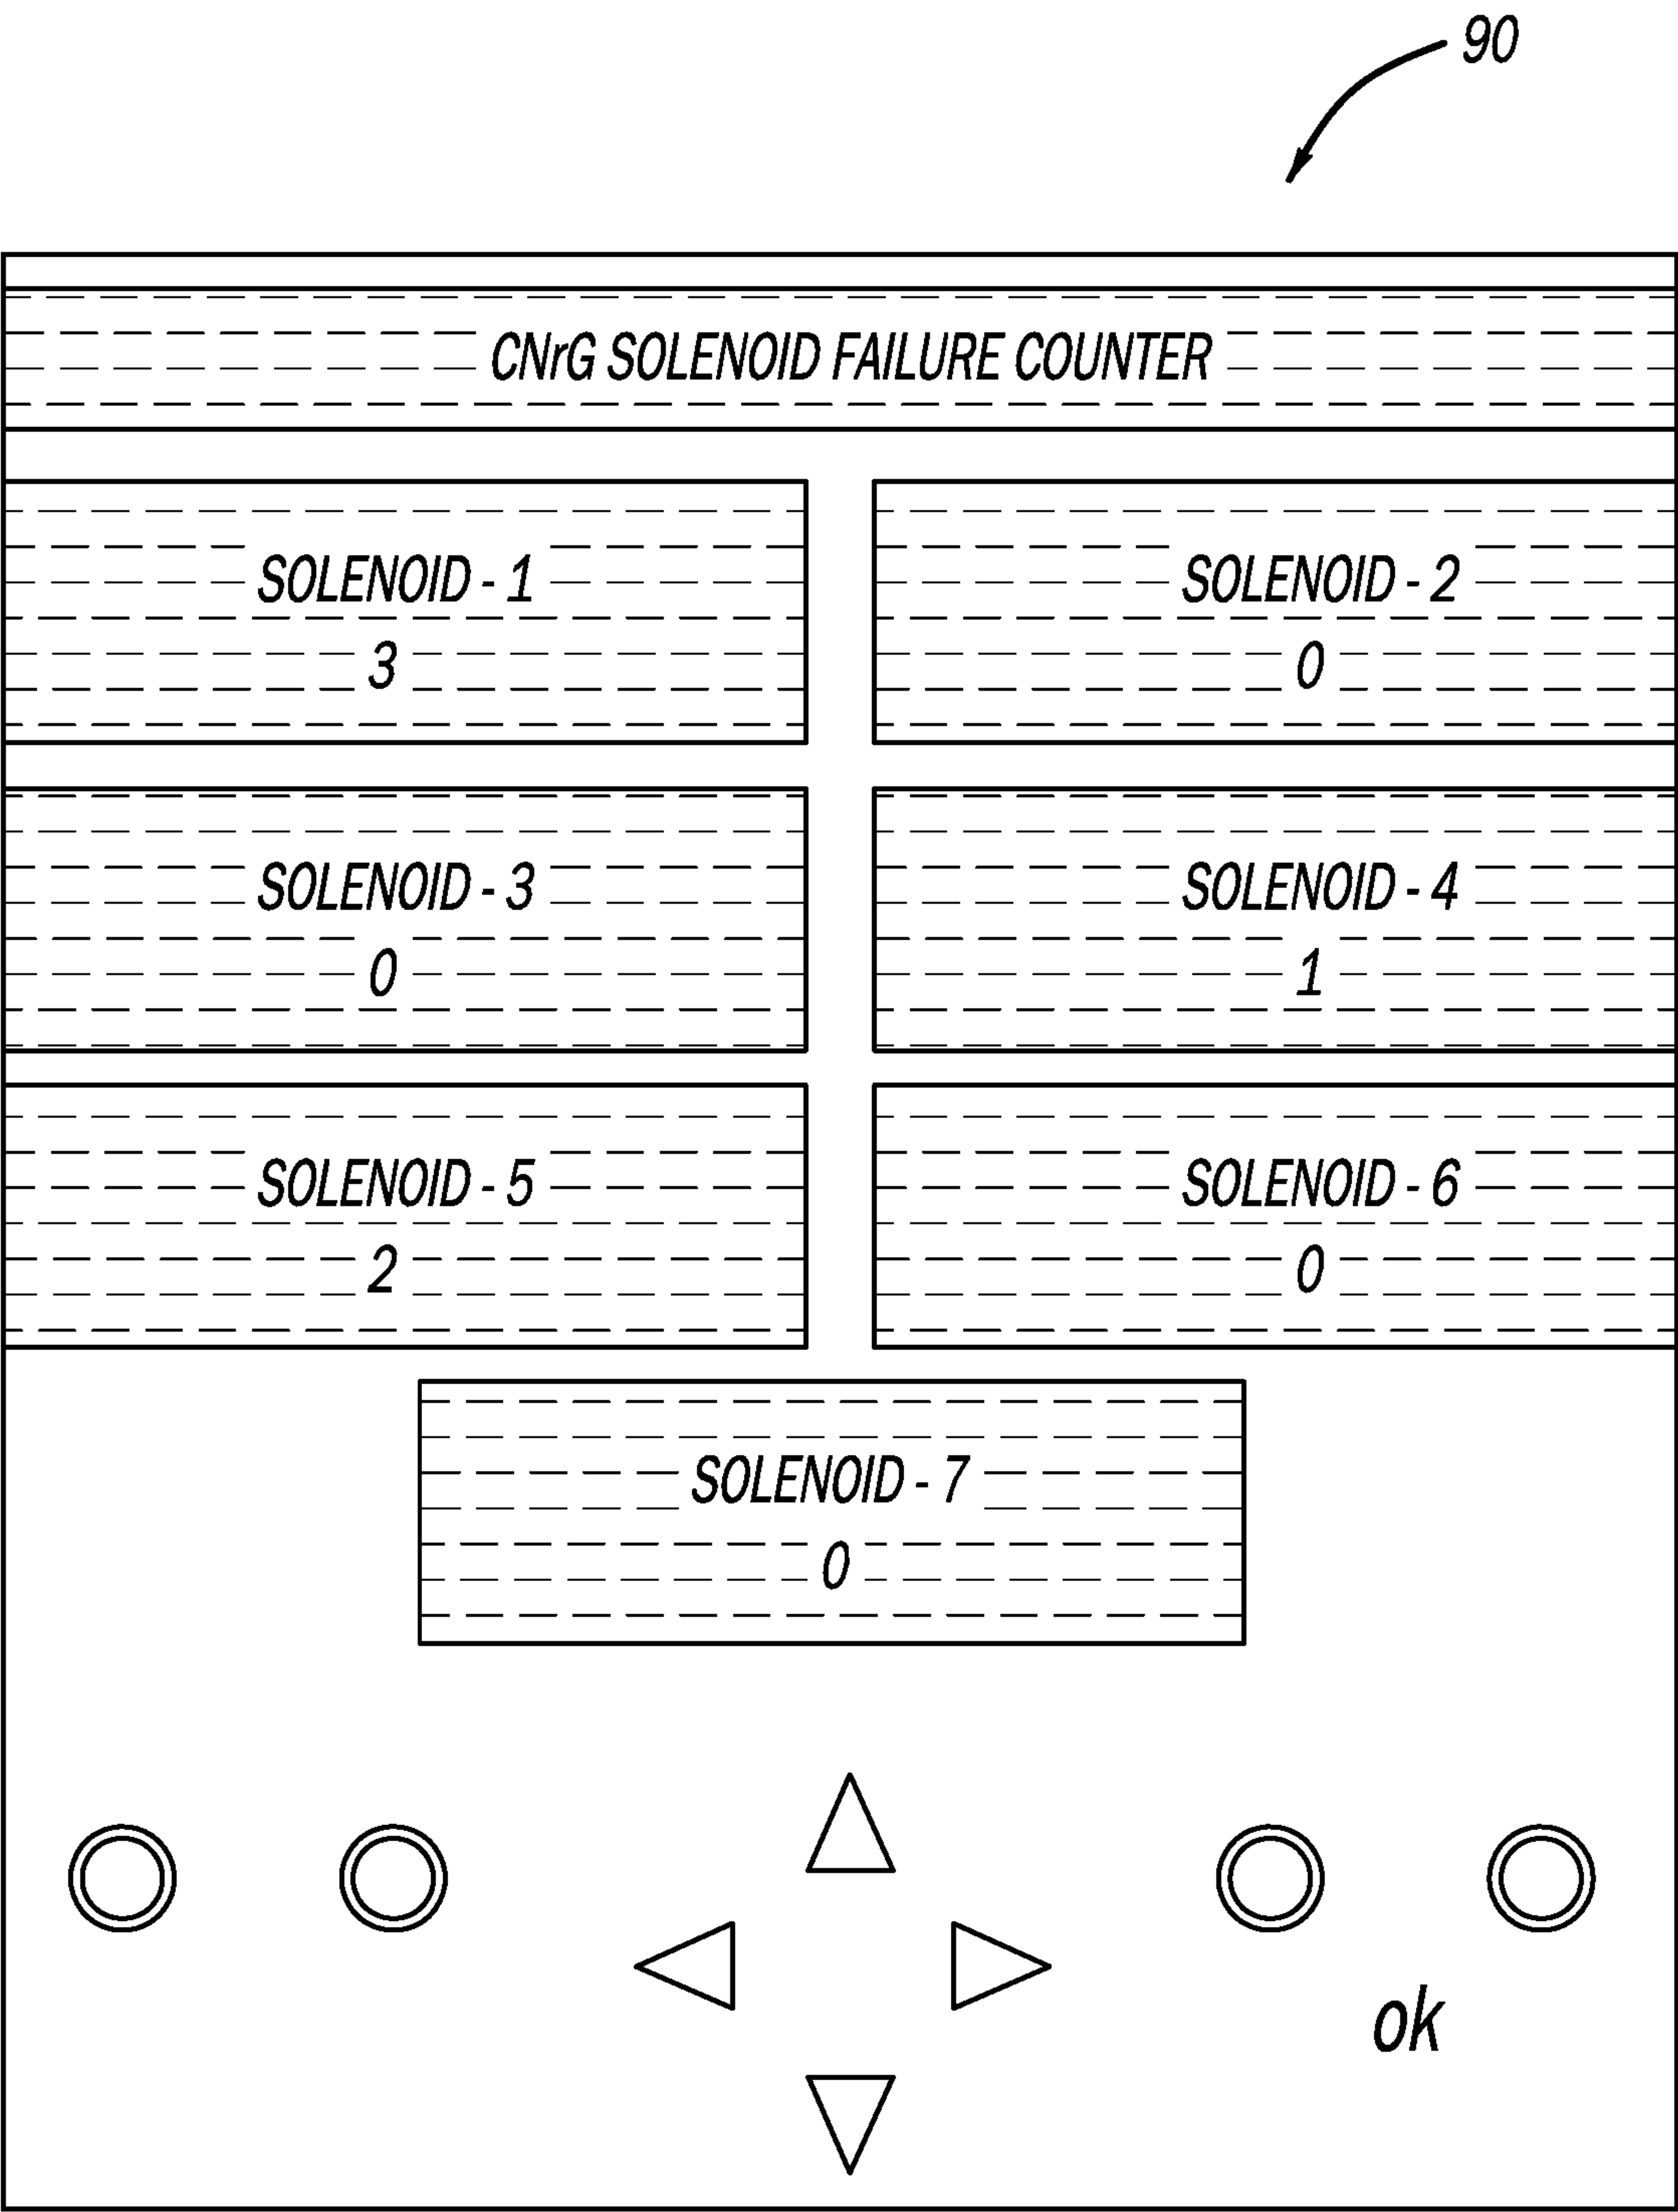 90
CNrG SOLENOID FAILURE COUNTER
SOLENOID - 1
3
SOLENOID - 2
0
SOLENOID - 3
0
SOLENOID - 4
1
SOLENOID - 5
2
SOLENOID - 6
0
SOLENOID - 7
0
ok